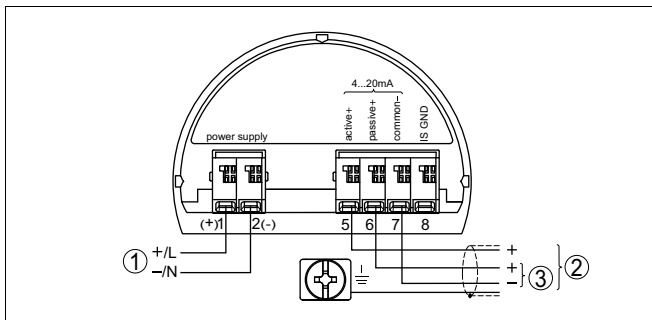 4...20mA
active+
passive+
common-
IS GND
power supply
(+)1
2(-)
5
6
7
8
1
+/L
-/N
+
+
-
3
2